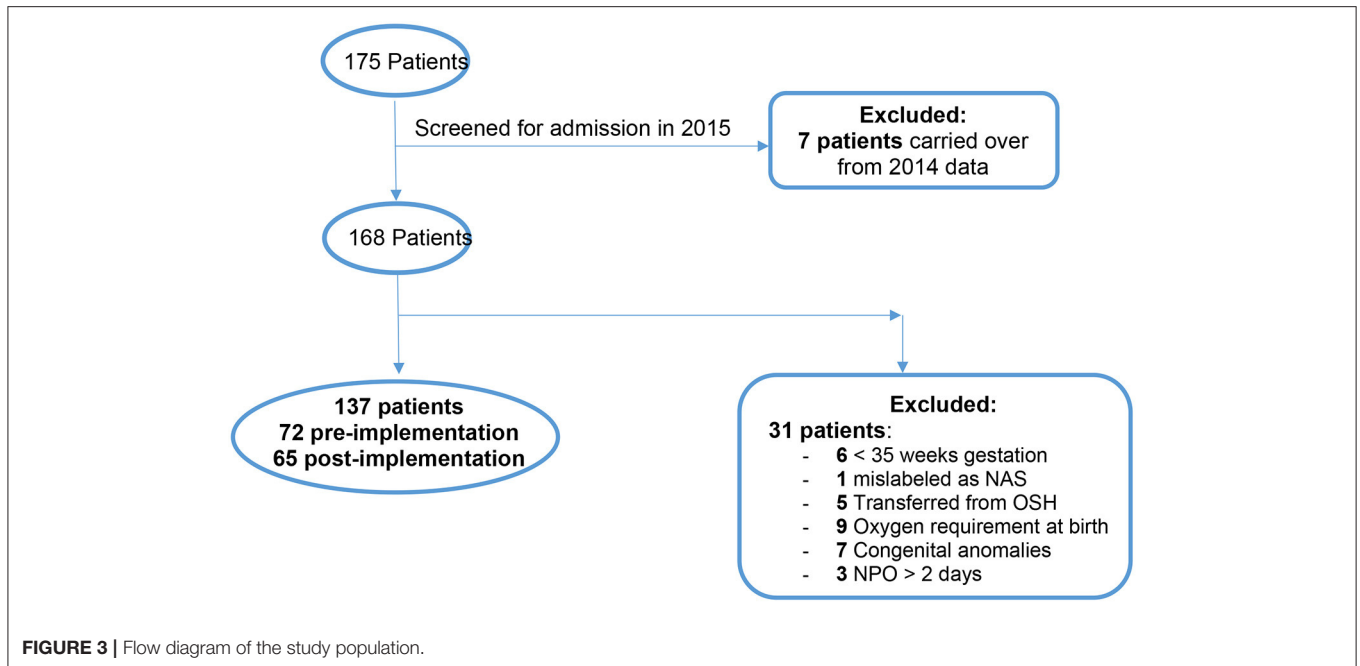 175 Patients
Screened for admission in 2015
Excluded:
7 patients carried over
from 2014 data
168 Patients
137 patients
72 pre-implementation
65 post-implementation
Excluded:
31 patients:
- 6 < 35 weeks gestation
- 1 mislabeled as NAS
- 5 Transferred from OSH
- 9 Oxygen requirement at birth
- 7 Congenital anomalies
- 3 NPO > 2 days
FIGURE 3 | Flow diagram of the study population.